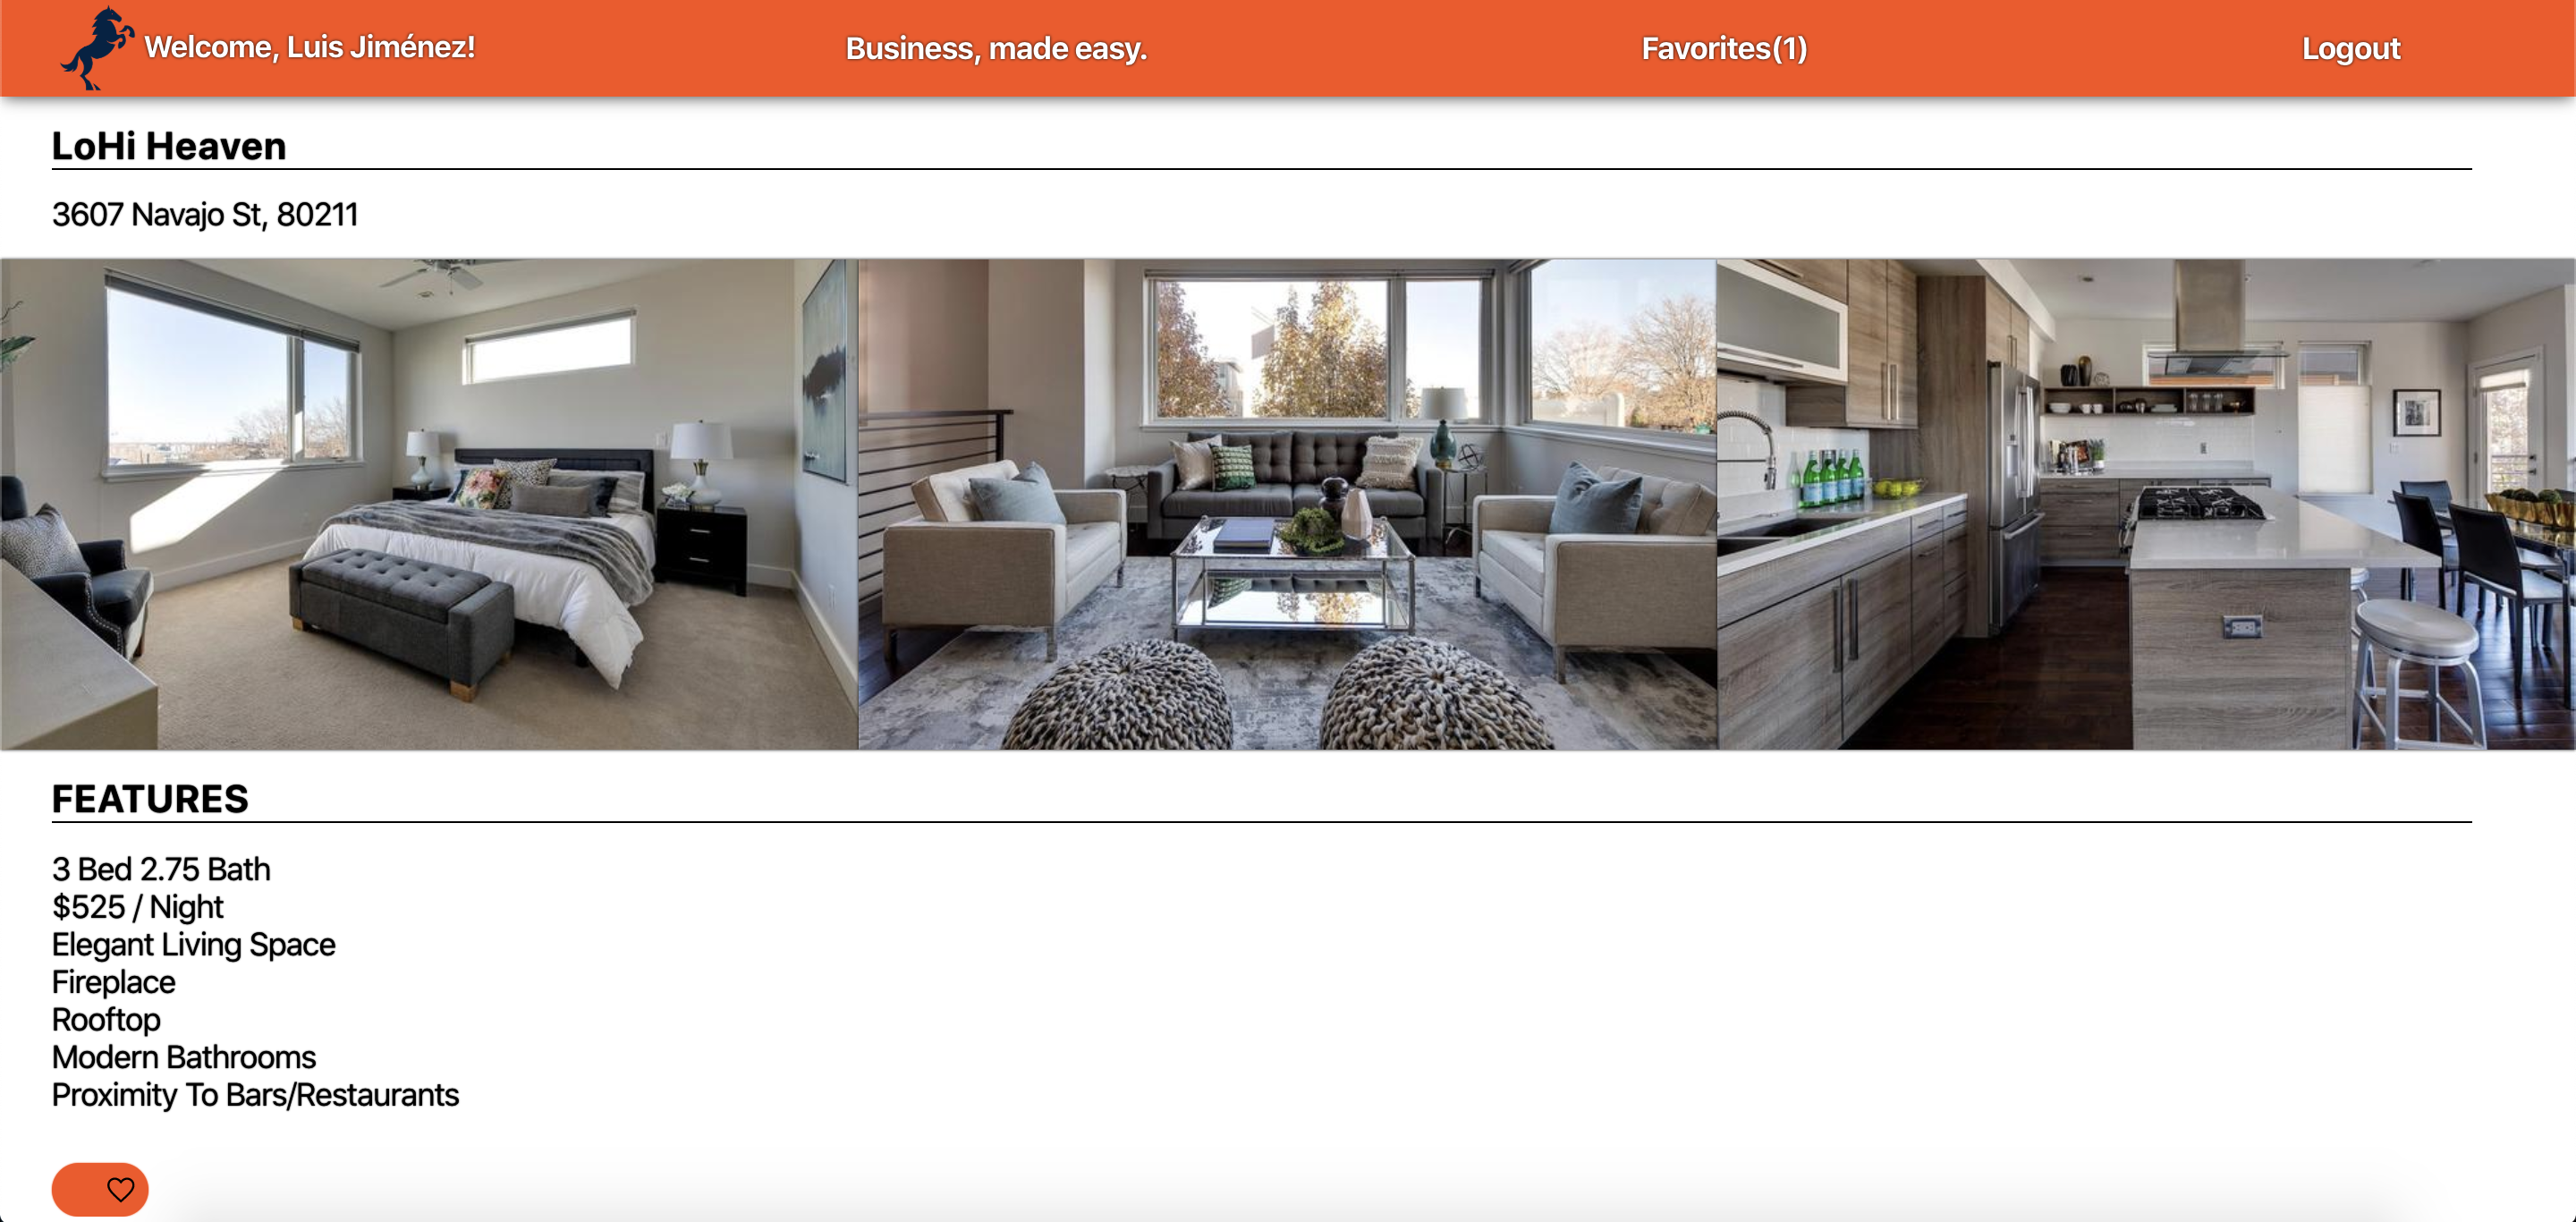 Welcome, Luis Jiménez!
Business, made easy.
Favorites(1)
Logout
LoHi Heaven
3607 Navajo St, 80211
FEATURES
3 Bed 2.75 Bath
$525 / Night
Elegant Living Space
Fireplace
Rooftop
Modern Bathrooms
Proximity To Bars/Restaurants